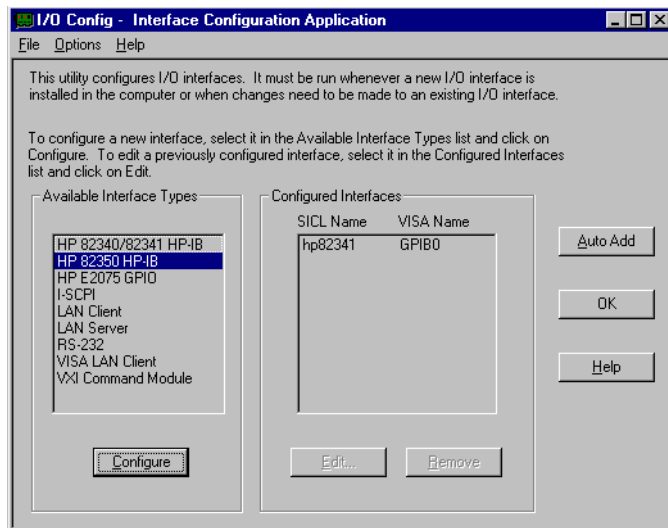 I/O Config - Interface Configuration Application
File Options Help
This utility configures I/O interfaces. It must be run whenever a new I/O interface is
installed in the computer or when changes need to be made to an existing I/O interface.
To configure a new interface, select it in the Available Interface Types list and click on
Configure. To edit a previously configured interface, select it in the Configured Interfaces
list and click on Edit.
Available Interface Types
HP 82340/82341 HP-IB
HP 82350 HP-IB
HP E2075 GPIO
I-SCPI
LAN Client
LAN Server
RS-232
VISA LAN Client
VXI Command Module
Configure
Configured Interfaces
SICL Name VISA Name
hp82341 GPIB0
Edit... Remove
Auto Add
OK
Help